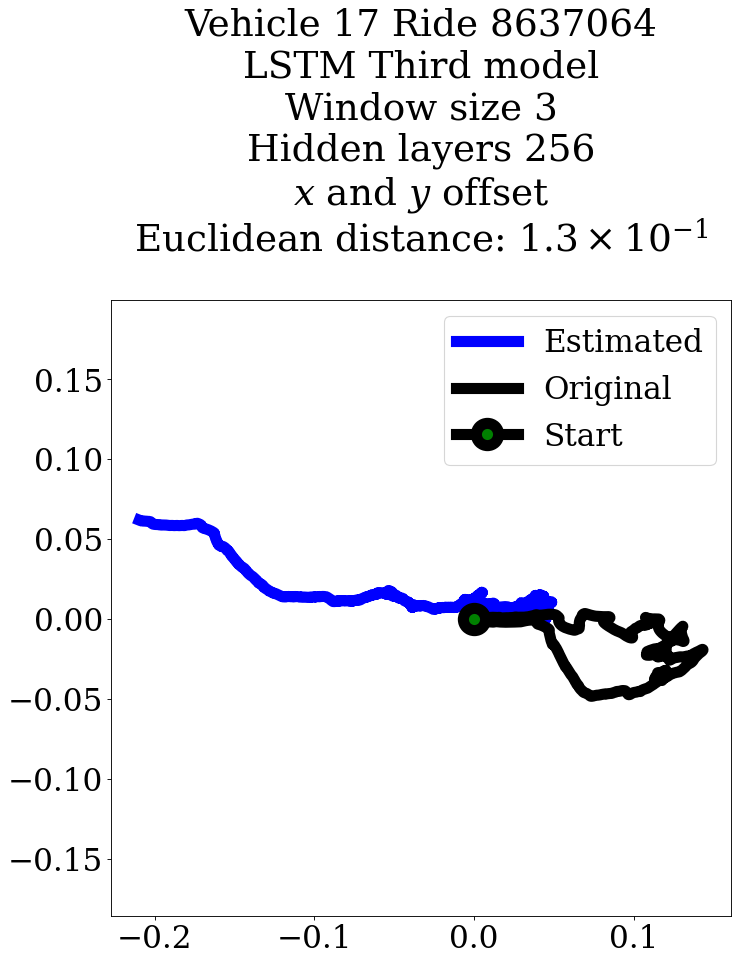 Vehicle 17 Ride 8637064
LSTM Third model
Window size 3
Hidden layers 256
x and y offset
Euclidean distance: 1.3 × 10⁻¹
Estimated
Original
Start
0.15
0.10
0.05
0.00
−0.05
−0.10
−0.15
−0.2 −0.1 0.0 0.1